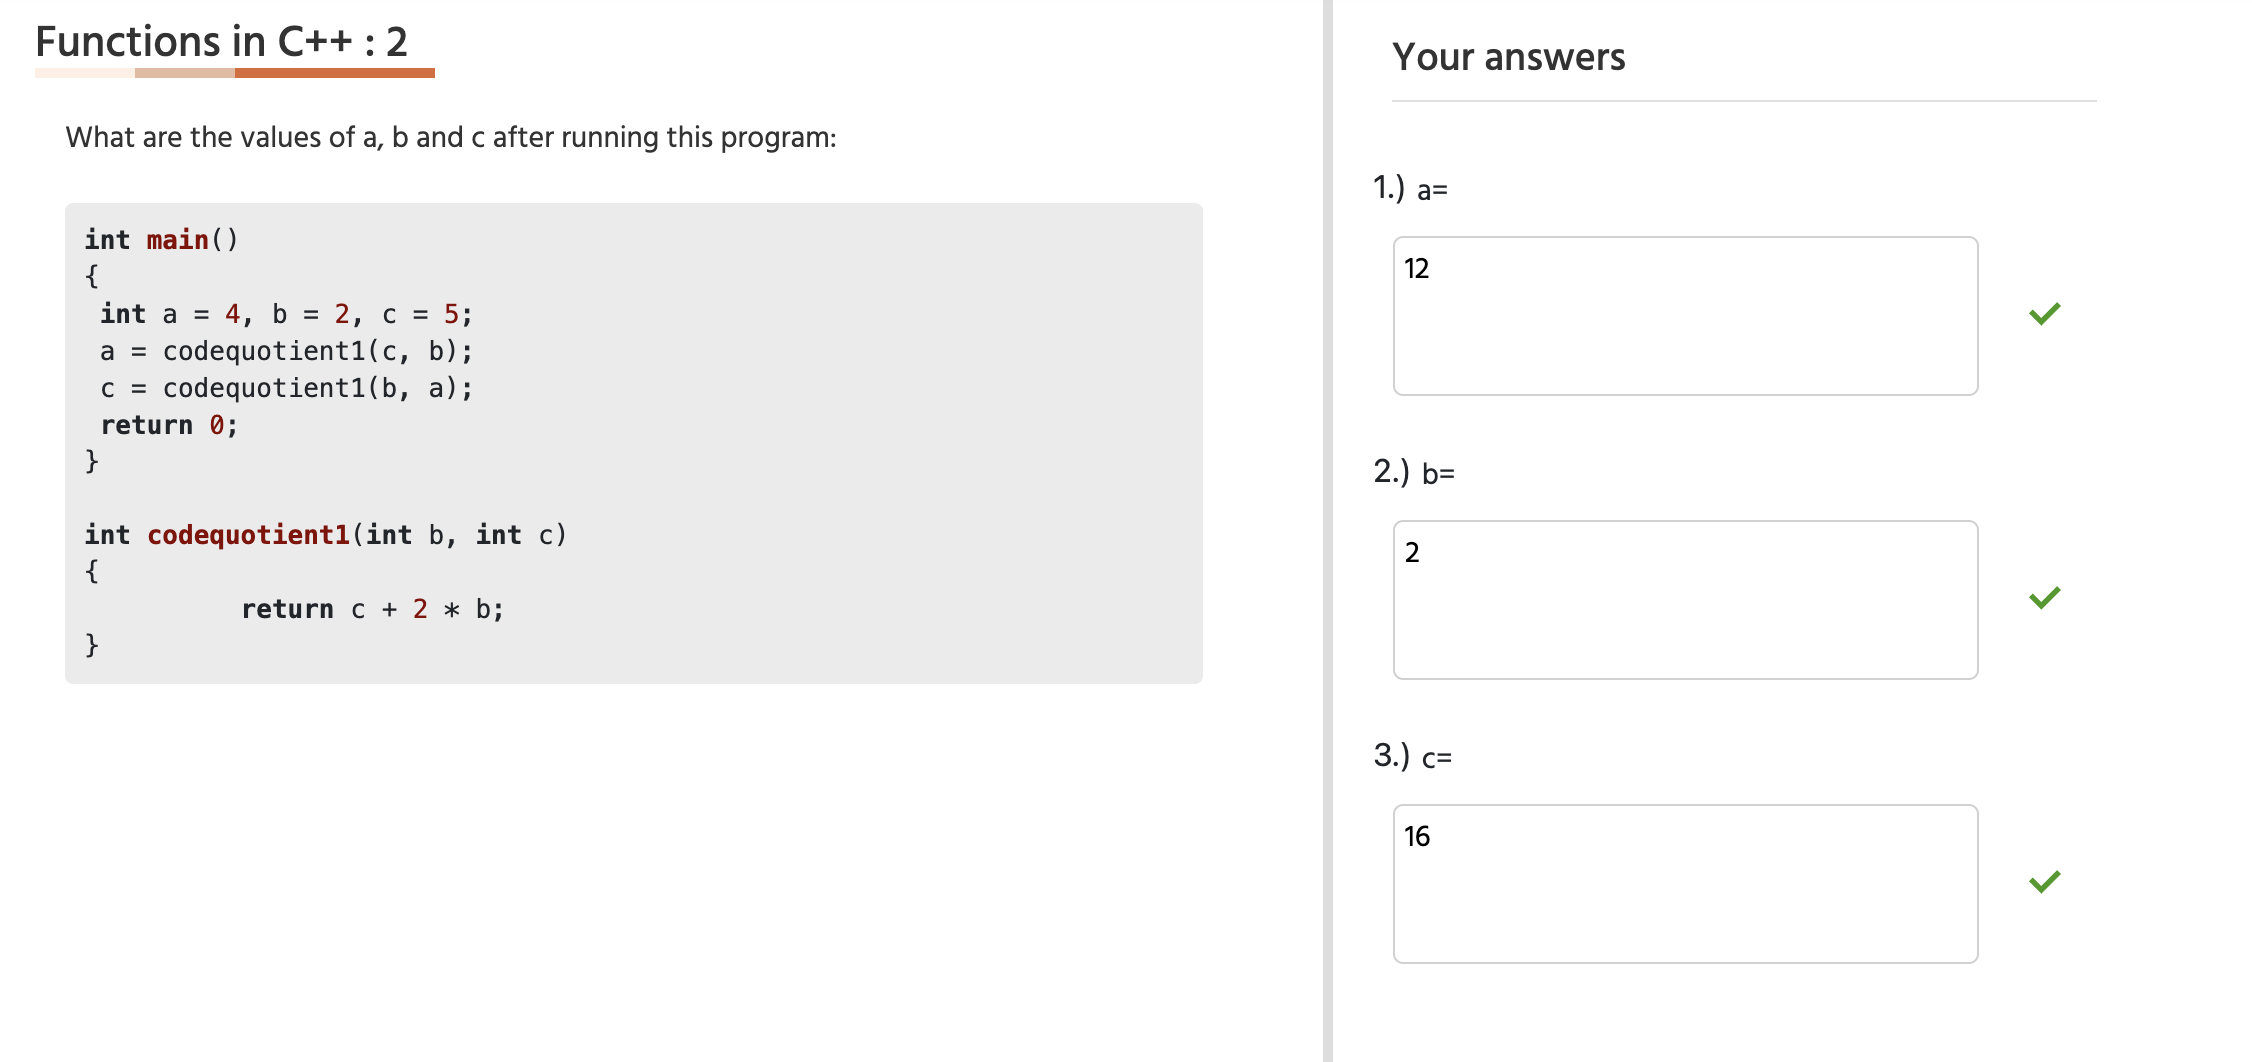 Functions in C++ : 2
What are the values of a, b and c after running this program:
int main()
{
 int a = 4, b = 2, c = 5;
 a = codequotient1(c, b);
 c = codequotient1(b, a);
 return 0;
}
int codequotient1(int b, int c)
{
          return c + 2 * b;
}
Your answers
1.) a=
12
2.) b=
2
3.) c=
16